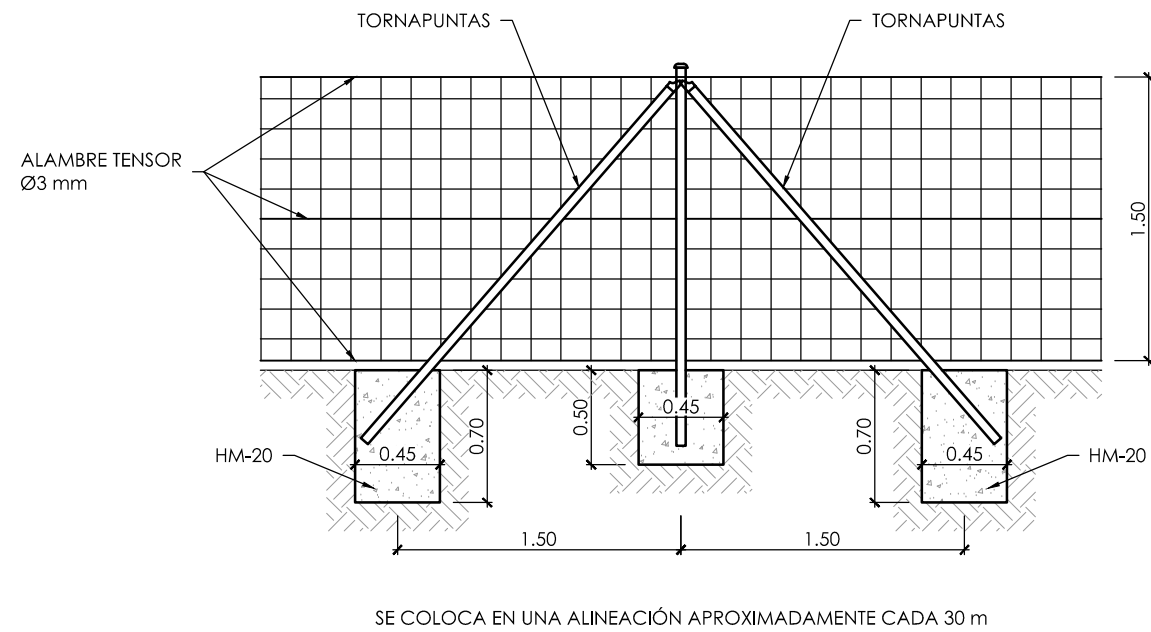 TORNAPUNTAS
TORNAPUNTAS
ALAMBRE TENSOR
Ø3 mm
1.50
0.50
0.45
0.70
0.70
HM-20
0.45
0.45
HM-20
1.50
1.50
SE COLOCA EN UNA ALINEACIÓN APROXIMADAMENTE CADA 30 m